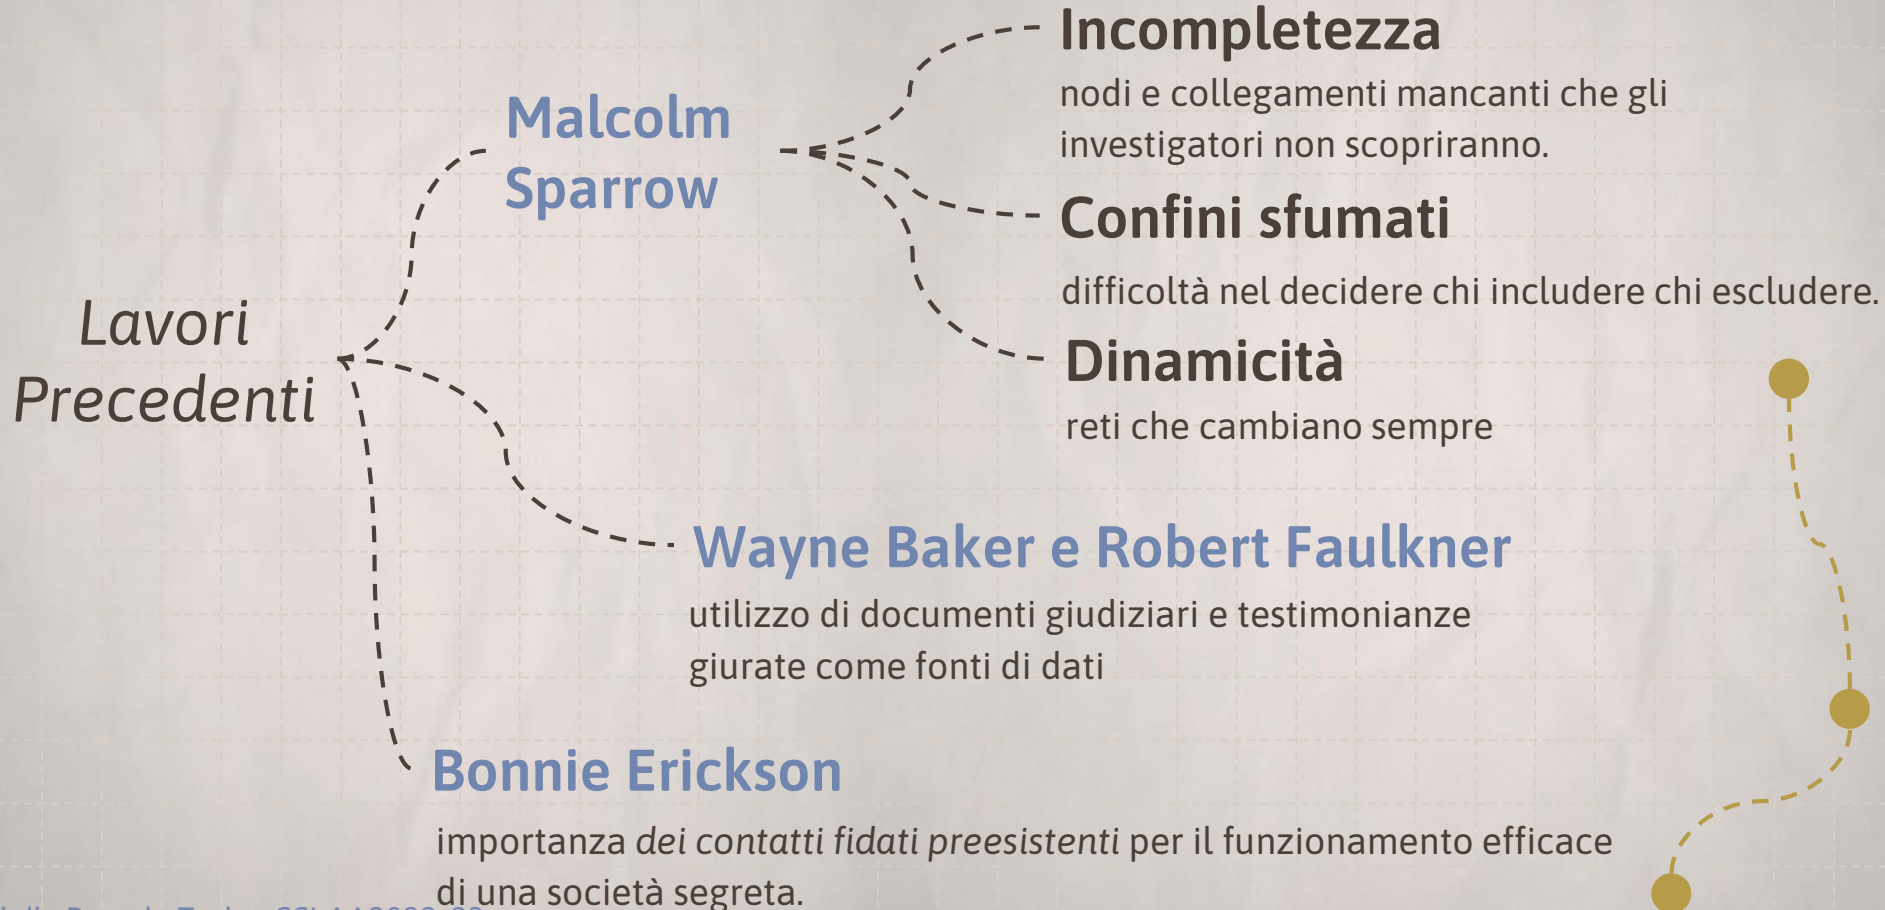 Lavori
Precedenti
Malcolm
Sparrow
Incompletezza
nodi e collegamenti mancanti che gli
investigatori non scopriranno.
Confini sfumati
difficoltà nel decidere chi includere chi escludere.
Dinamicità
reti che cambiano sempre
Wayne Baker e Robert Faulkner
utilizzo di documenti giudiziari e testimonianze
giurate come fonti di dati
Bonnie Erickson
importanza dei contatti fidati preesistenti per il funzionamento efficace
di una società segreta.